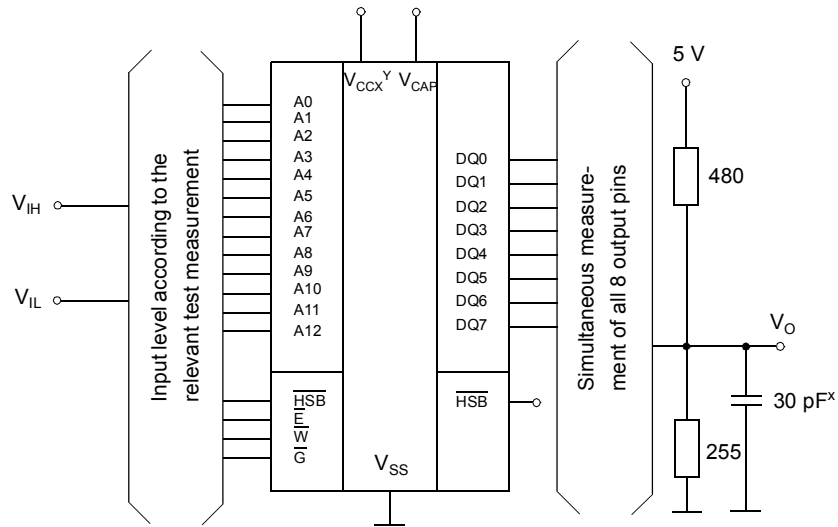 V_CCX^Y V_CAP
5 V
Input level according to the
relevant test measurement
V_IH
V_IL
A0
A1
A2
A3
A4
A5
A6
A7
A8
A9
A10
A11
A12
H̅S̅B̅
E̅
W̅
G̅
V_SS
DQ0
DQ1
DQ2
DQ3
DQ4
DQ5
DQ6
DQ7
H̅S̅B̅
Simultaneous measure-
ment of all 8 output pins
480
V_O
30 pF^x
255